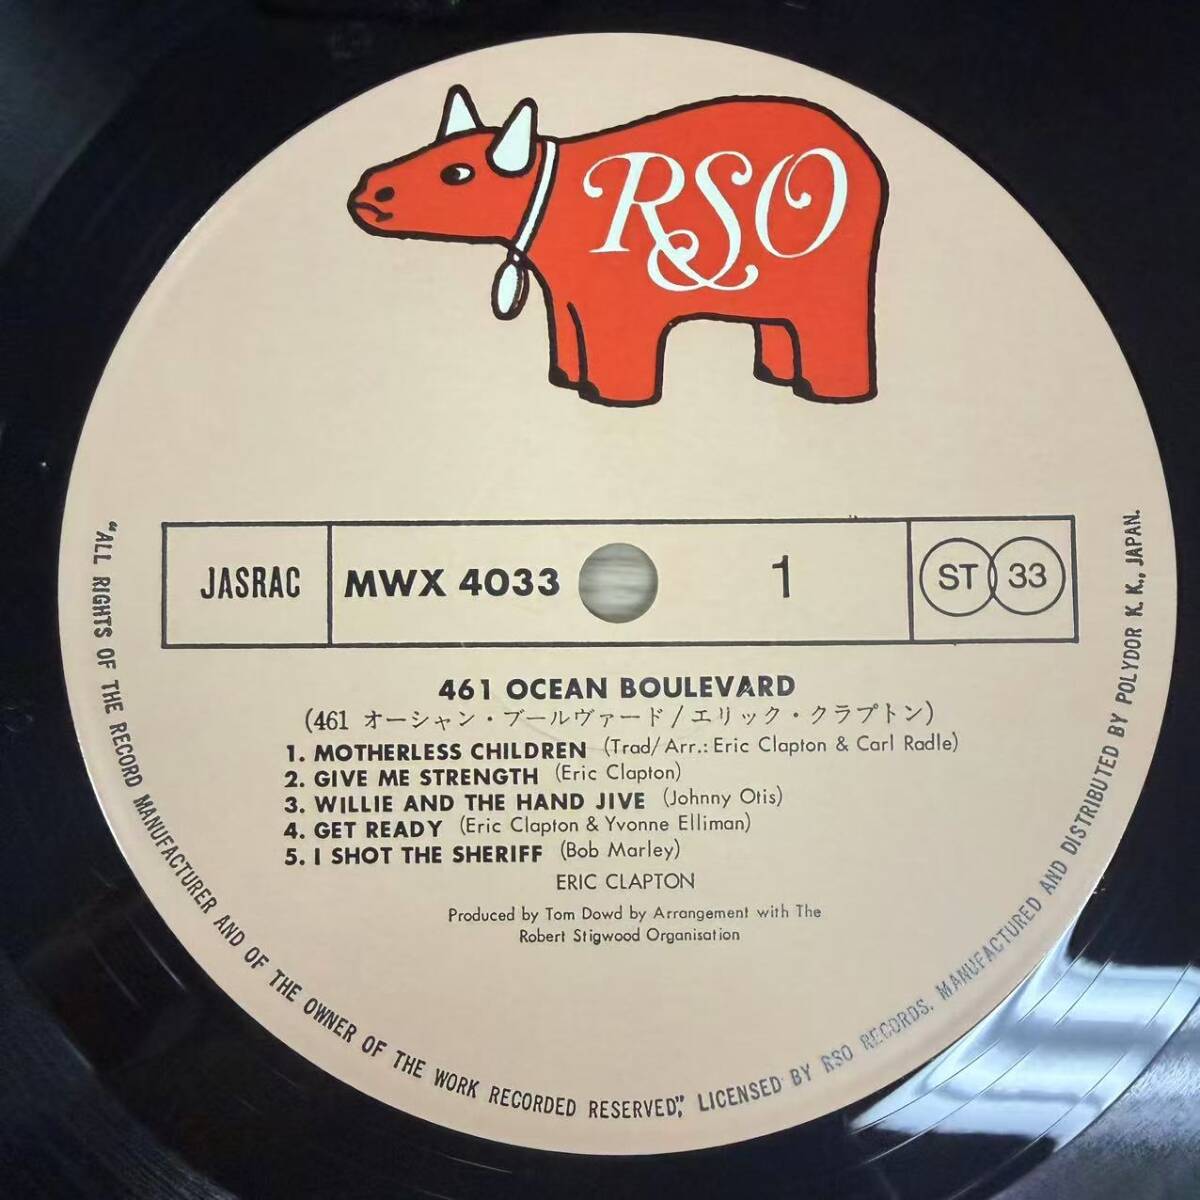 RSO
JASRAC MWX 4033 1 ST 33
461 OCEAN BOULEVARD
(461 オーシャン・ブールヴァード/エリック・クラプトン)
1. MOTHERLESS CHILDREN (Trad/Arr.: Eric Clapton & Carl Radle)
2. GIVE ME STRENGTH (Eric Clapton)
3. WILLIE AND THE HAND JIVE (Johnny Otis)
4. GET READY (Eric Clapton & Yvonne Elliman)
5. I SHOT THE SHERIFF (Bob Marley)
ERIC CLAPTON
Produced by Tom Dowd by Arrangement with The
Robert Stigwood Organisation
"ALL RIGHTS OF THE RECORD MANUFACTURER AND OF THE OWNER OF THE WORK RECORDED RESERVED", LICENSED BY RSO RECORDS. MANUFACTURED AND DISTRIBUTED BY POLYDOR K. K., JAPAN.